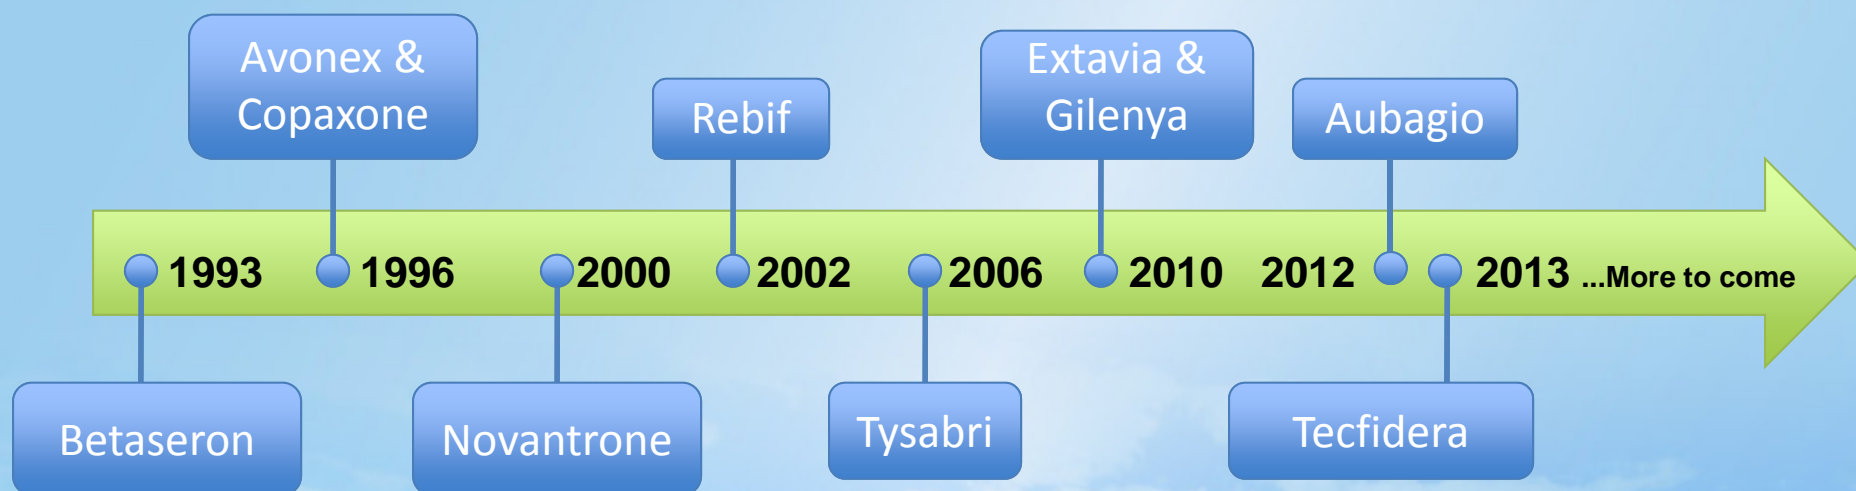 Avonex &
Copaxone
Rebif
Extavia &
Gilenya
Aubagio
1993 1996 2000 2002 2006 2010 2012 2013 ...More to come
Betaseron
Novantrone
Tysabri
Tecfidera